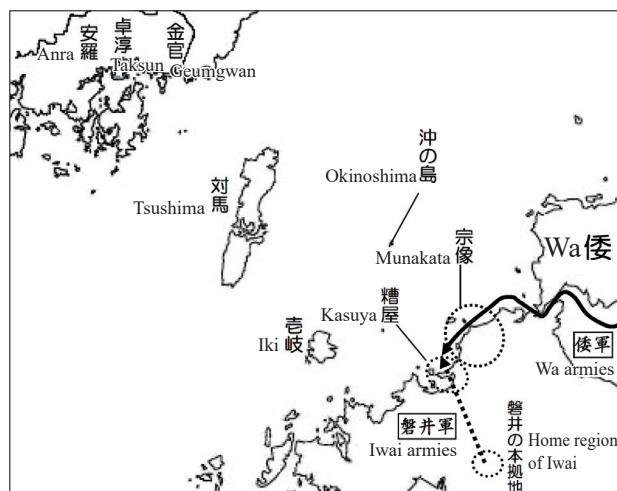 Anra 安羅
卓淳 Taksun
金官 Geumgwan
対馬
Tsushima
沖の島
Okinoshima
宗像
Munakata
糟屋
Kasuya
壱岐
Iki
Wa倭
倭軍
Wa armies
磐井軍
Iwai armies
磐井の本拠地
Home region
of Iwai